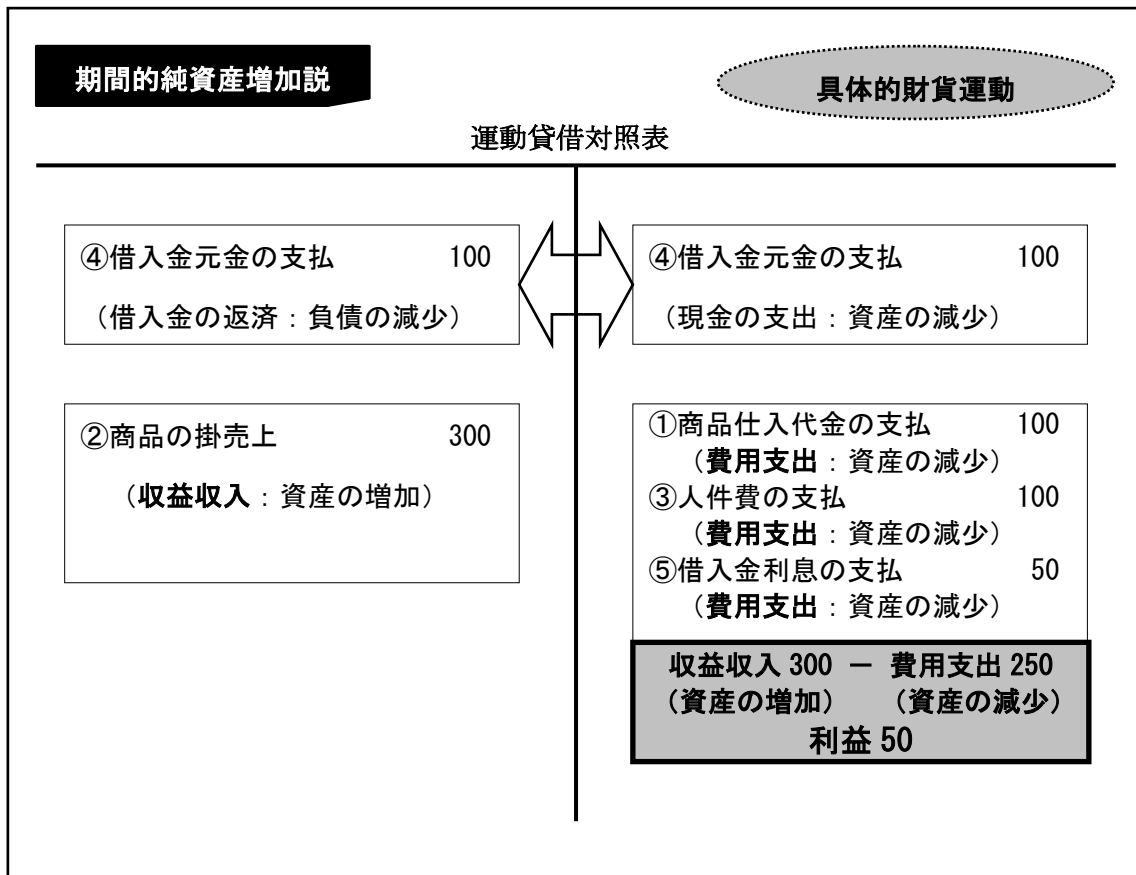 期間的純資産増加説
具体的財貨運動
運動貸借対照表
④借入金元金の支払 100
（借入金の返済：負債の減少）
④借入金元金の支払 100
（現金の支出：資産の減少）
②商品の掛売上 300
（収益収入：資産の増加）
①商品仕入代金の支払 100
（費用支出：資産の減少）
③人件費の支払 100
（費用支出：資産の減少）
⑤借入金利息の支払 50
（費用支出：資産の減少）
収益収入 300 － 費用支出 250
（資産の増加） （資産の減少）
利益 50